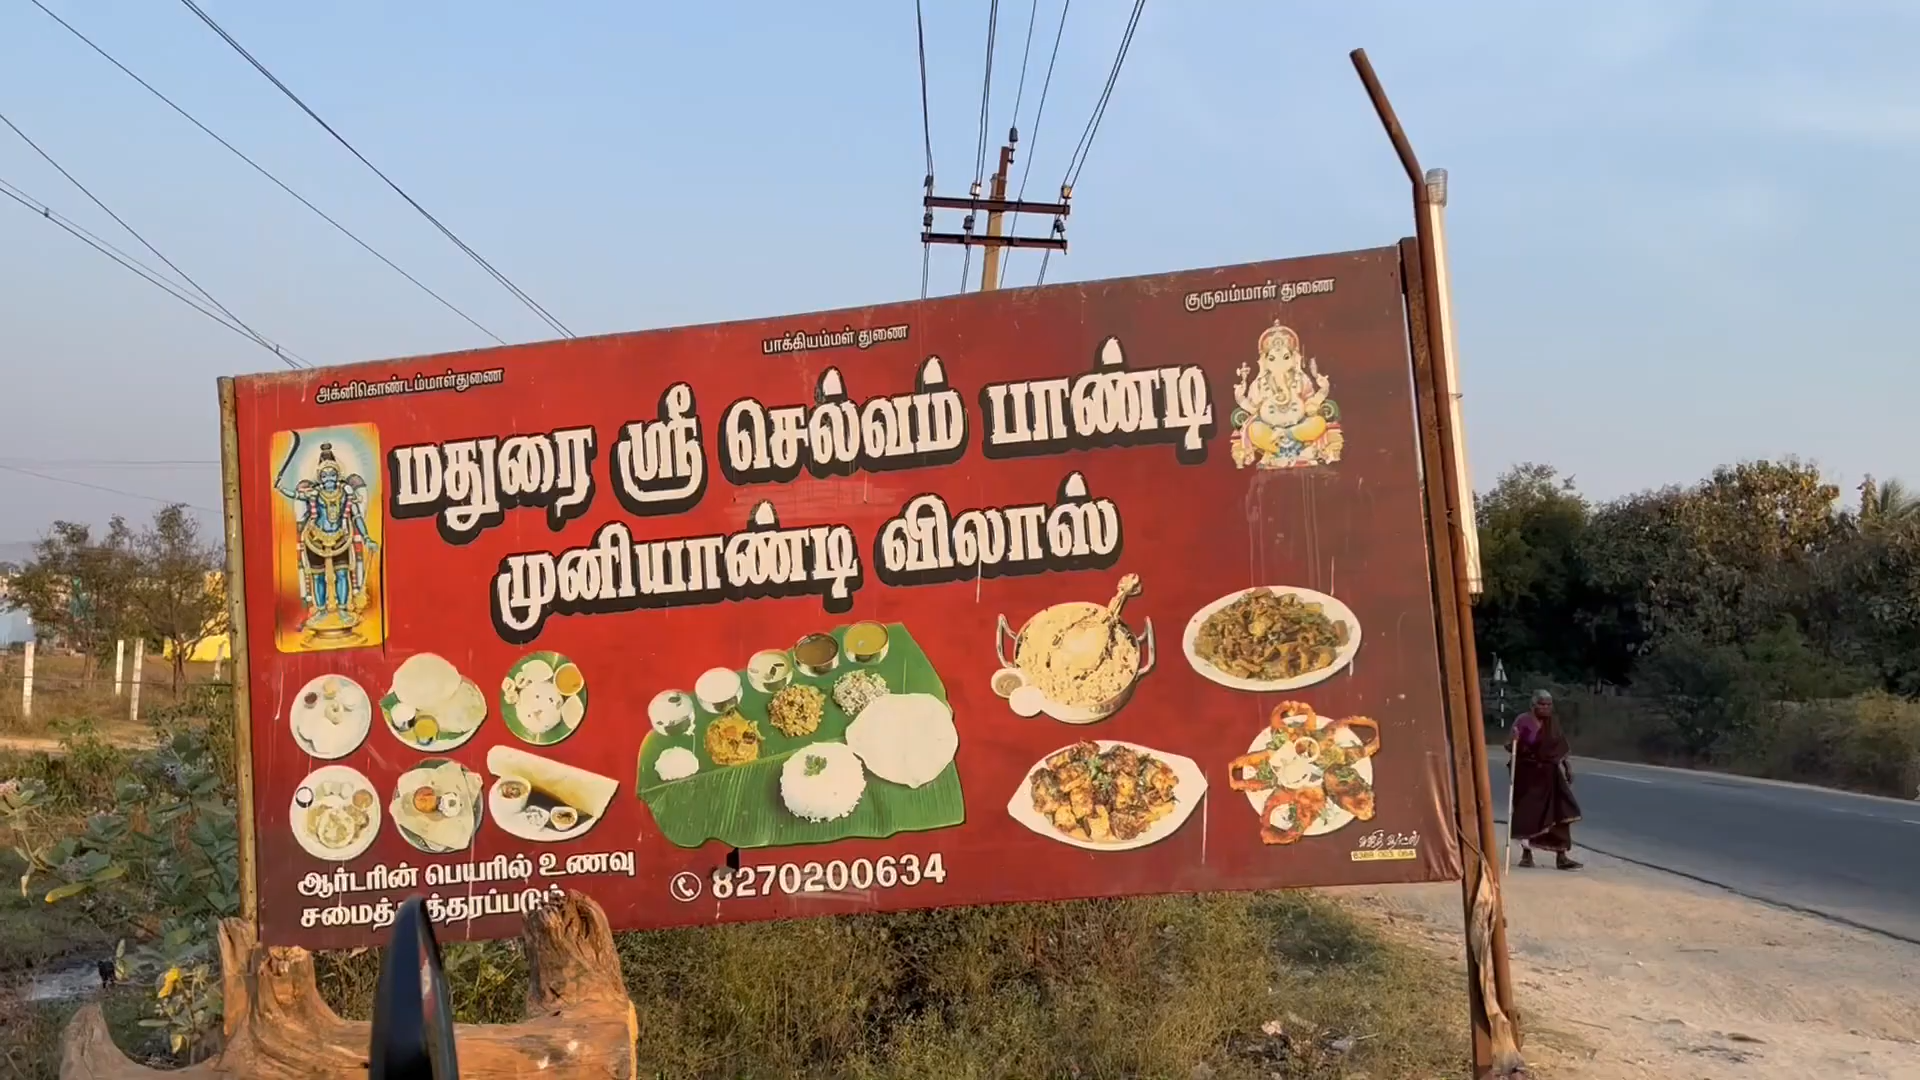 அக்னிகொண்டம்மாள்துணை
பாக்கியம்மள் துணை
குருவம்மாள் துணை
மதுரை ஸ்ரீ செல்வம் பாண்டி
முனியாண்டி விலாஸ்
ஆர்டரின் பெயரில் உணவு
8270200634